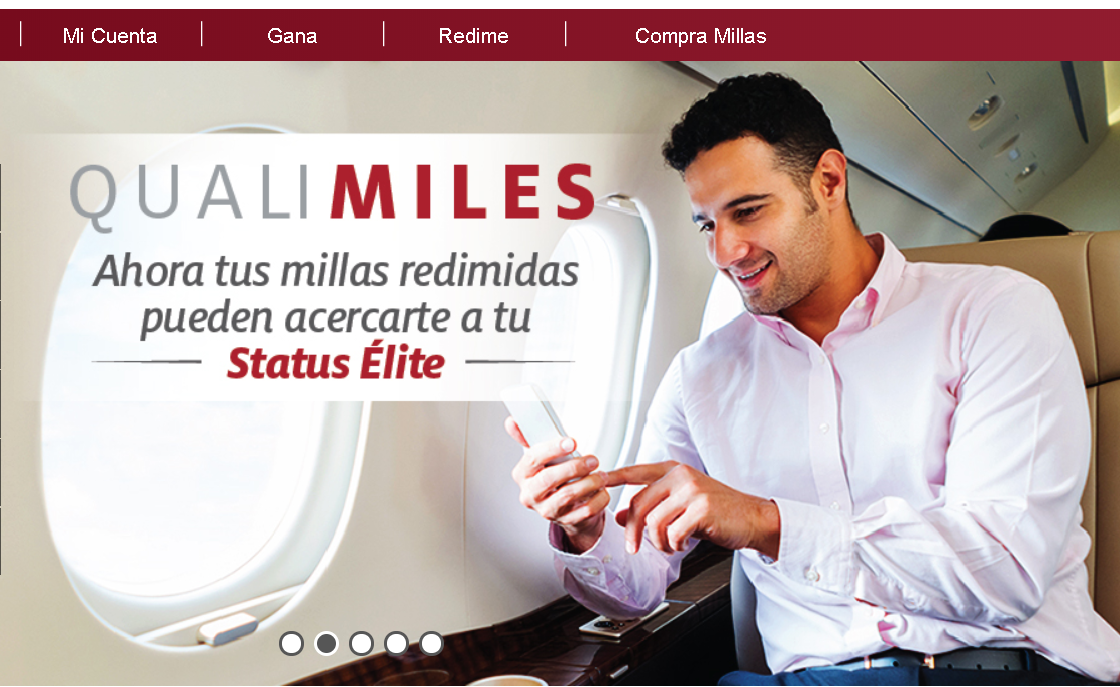 Mi Cuenta
Gana
Redime
Compra Millas
QUALIMILES
Ahora tus millas redimidas
pueden acercarte a tu
Status Élite